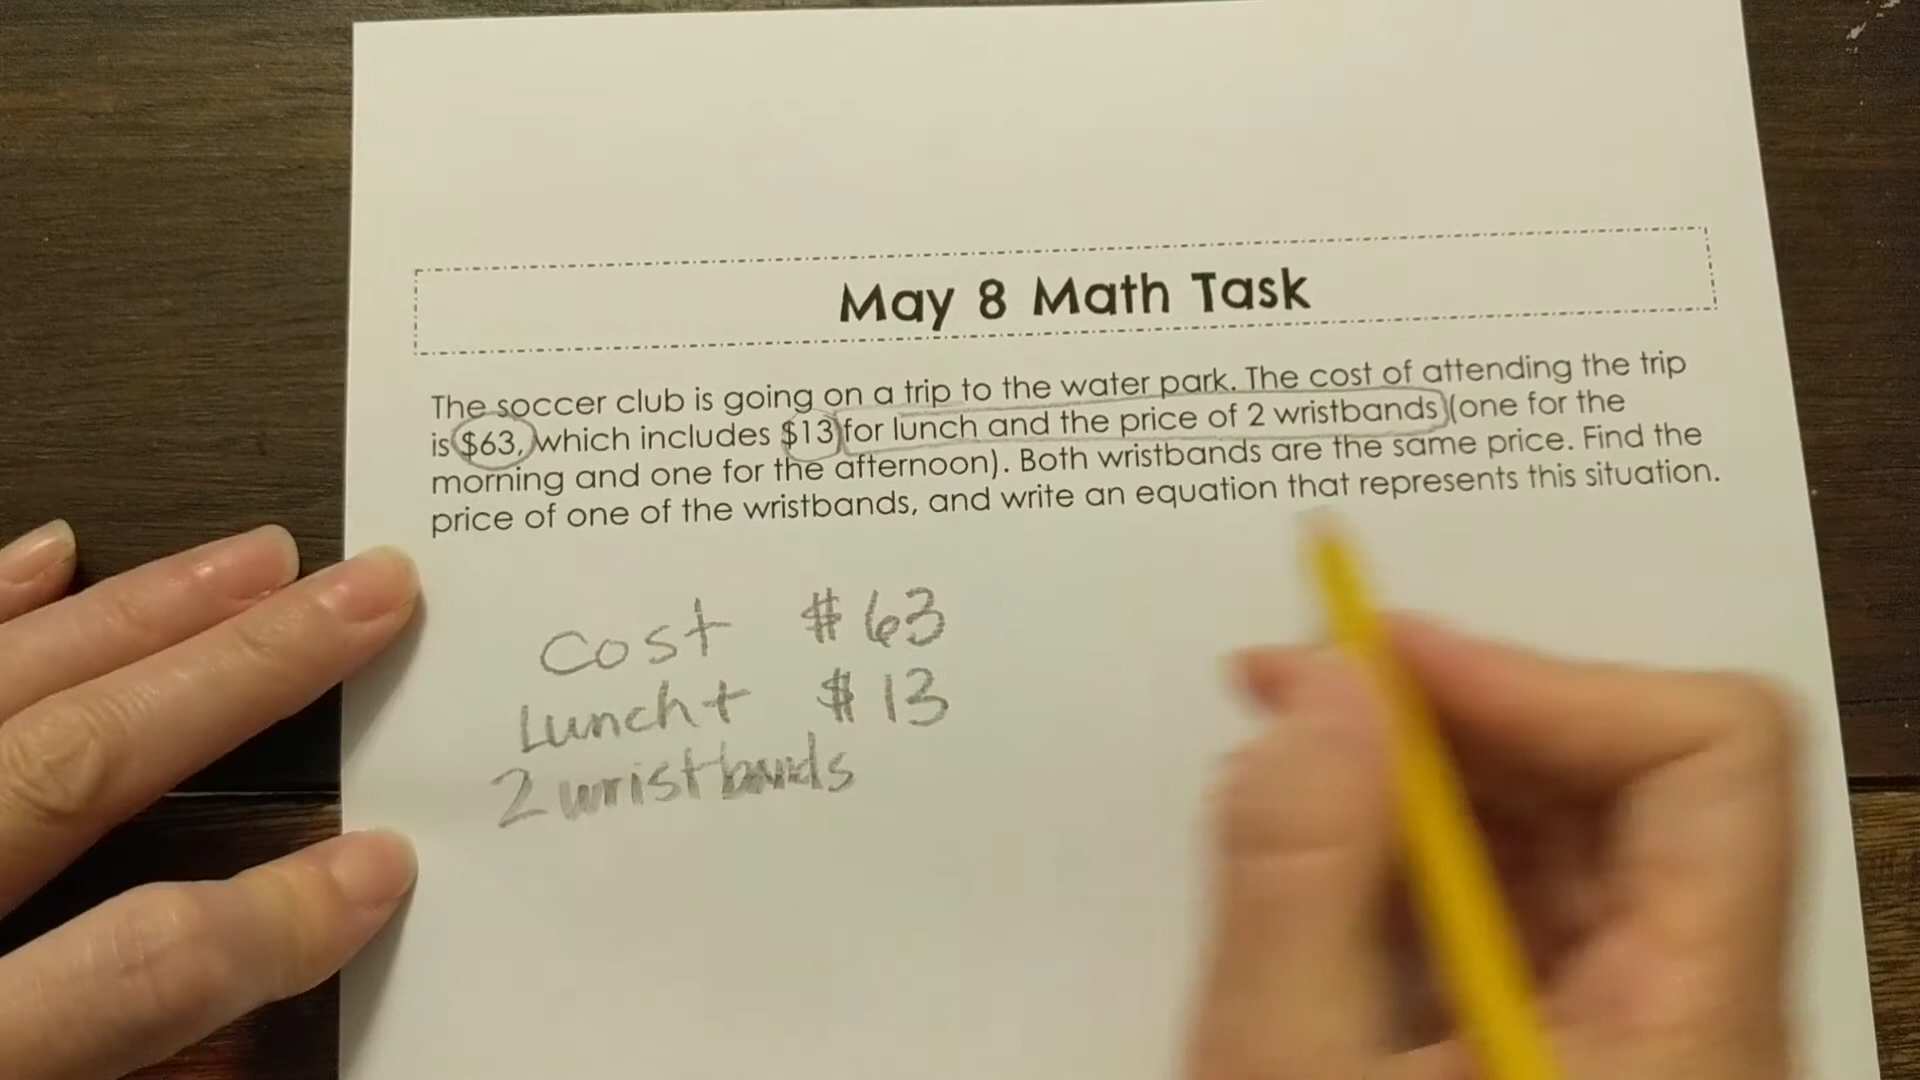 May 8 Math Task
The soccer club is going on a trip to the water park. The cost of attending the trip
is $63, which includes $13 for lunch and the price of 2 wristbands (one for the
morning and one for the afternoon). Both wristbands are the same price. Find the
price of one of the wristbands, and write an equation that represents this situation.
Cost $63
Lunch + $13
2 wristbands